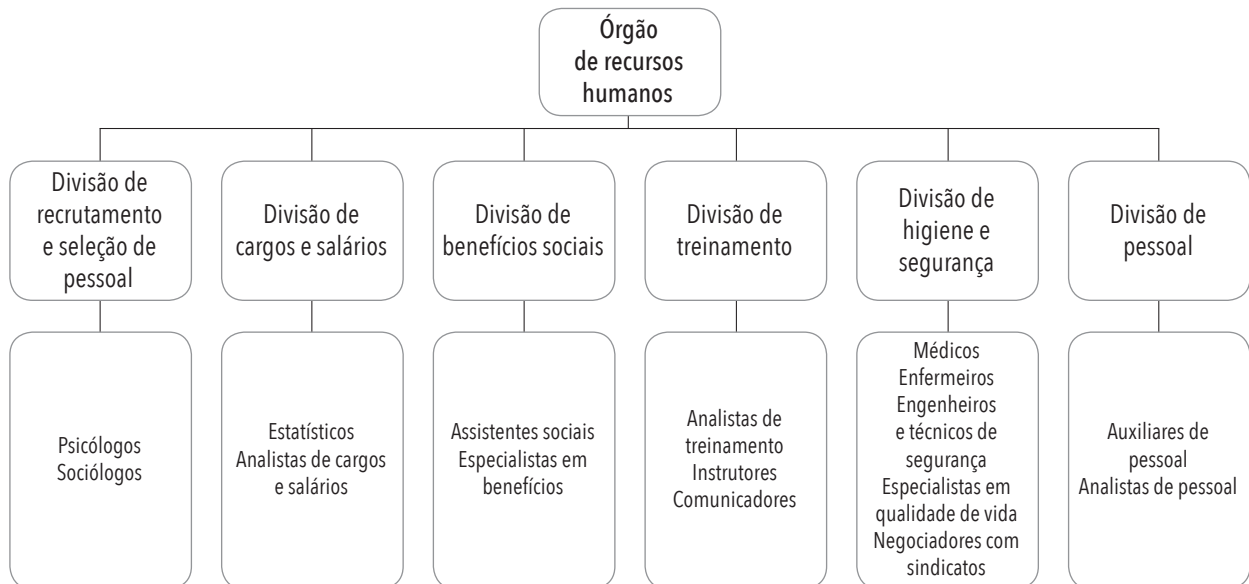 Órgão
de recursos
humanos
Divisão de
recrutamento
e seleção de
pessoal
Divisão de
cargos e salários
Divisão de
benefícios sociais
Divisão de
treinamento
Divisão de
higiene e
segurança
Divisão de
pessoal
Psicólogos
Sociólogos
Estatísticos
Analistas de cargos
e salários
Assistentes sociais
Especialistas em
benefícios
Analistas de
treinamento
Instrutores
Comunicadores
Médicos
Enfermeiros
Engenheiros
e técnicos de
segurança
Especialistas em
qualidade de vida
Negociadores com
sindicatos
Auxiliares de
pessoal
Analistas de pessoal